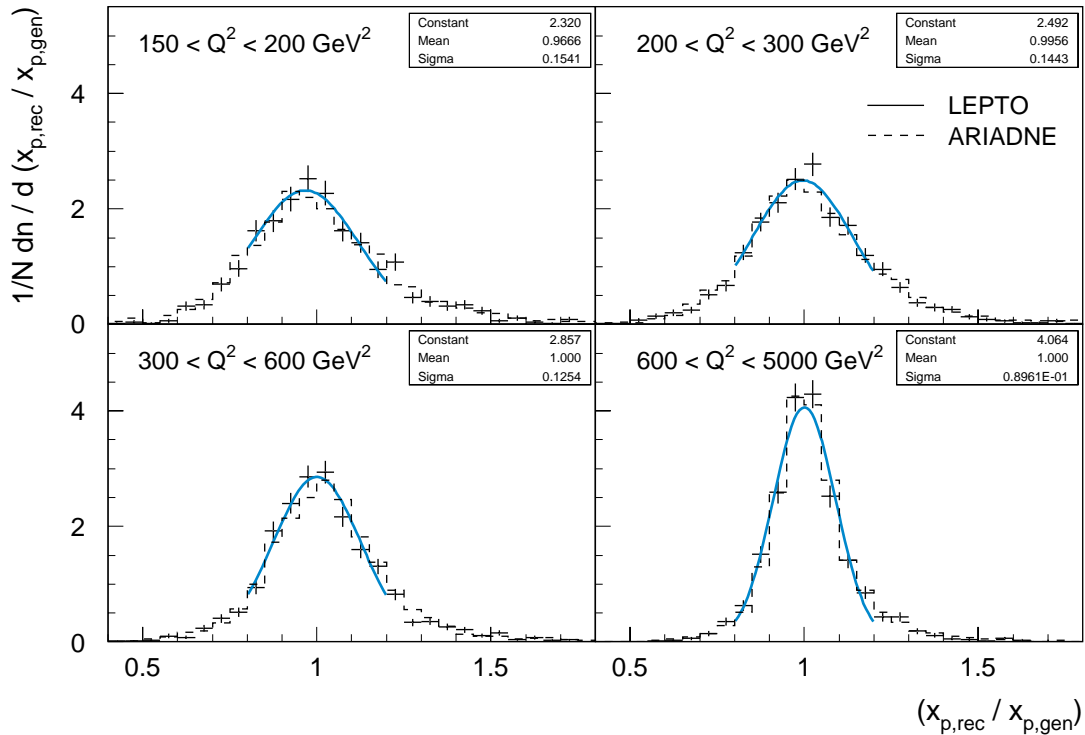 1/N dn / d (x_p,rec / x_p,gen)
150 < Q² < 200 GeV²
Constant 2.320
Mean 0.9666
Sigma 0.1541
200 < Q² < 300 GeV²
Constant 2.492
Mean 0.9956
Sigma 0.1443
LEPTO
ARIADNE
4
2
0
300 < Q² < 600 GeV²
Constant 2.857
Mean 1.000
Sigma 0.1254
600 < Q² < 5000 GeV²
Constant 4.064
Mean 1.000
Sigma 0.8961E-01
4
2
0
0.5 1 1.5 0.5 1 1.5
(x_p,rec / x_p,gen)